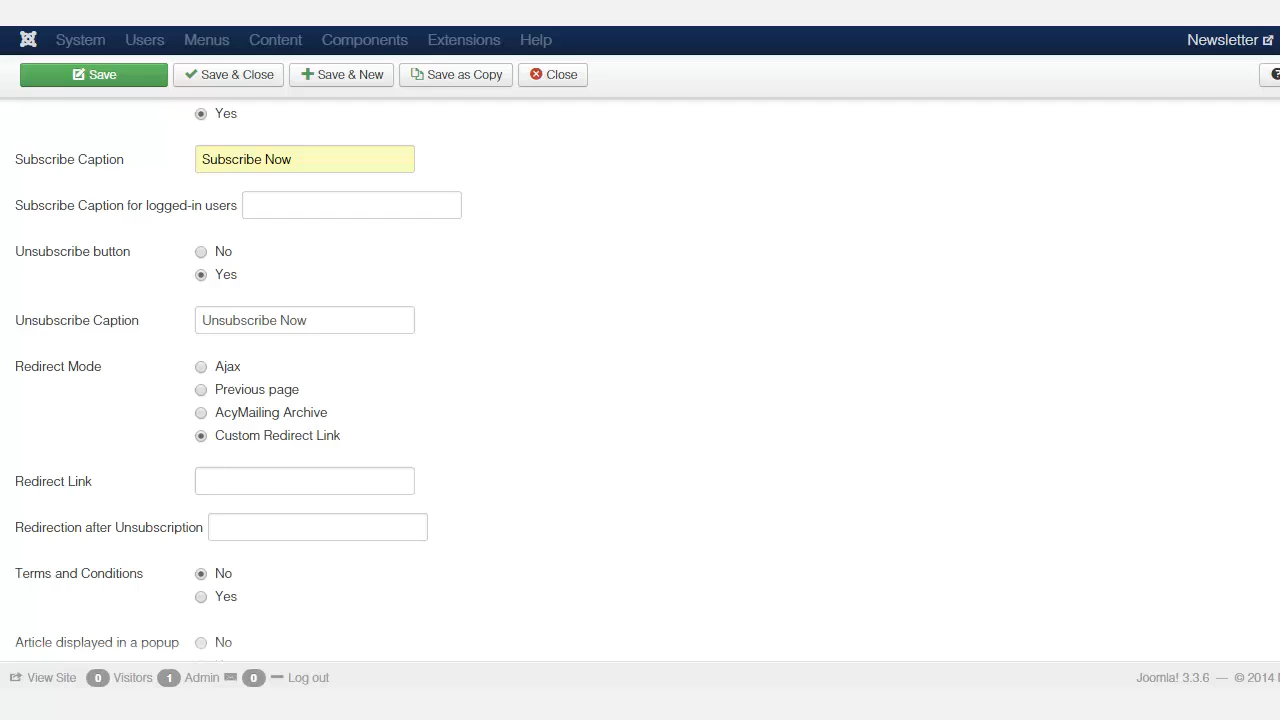 System Users Menus Content Components Extensions Help Newsletter
Save Save & Close Save & New Save as Copy Close
Yes
Subscribe Caption Subscribe Now
Subscribe Caption for logged-in users
Unsubscribe button No
Yes
Unsubscribe Caption Unsubscribe Now
Redirect Mode Ajax
Previous page
AcyMailing Archive
Custom Redirect Link
Redirect Link
Redirection after Unsubscription
Terms and Conditions No
Yes
Article displayed in a popup No
View Site 0 Visitors 1 Admin 0 Log out Joomla! 3.3.6 — © 2014